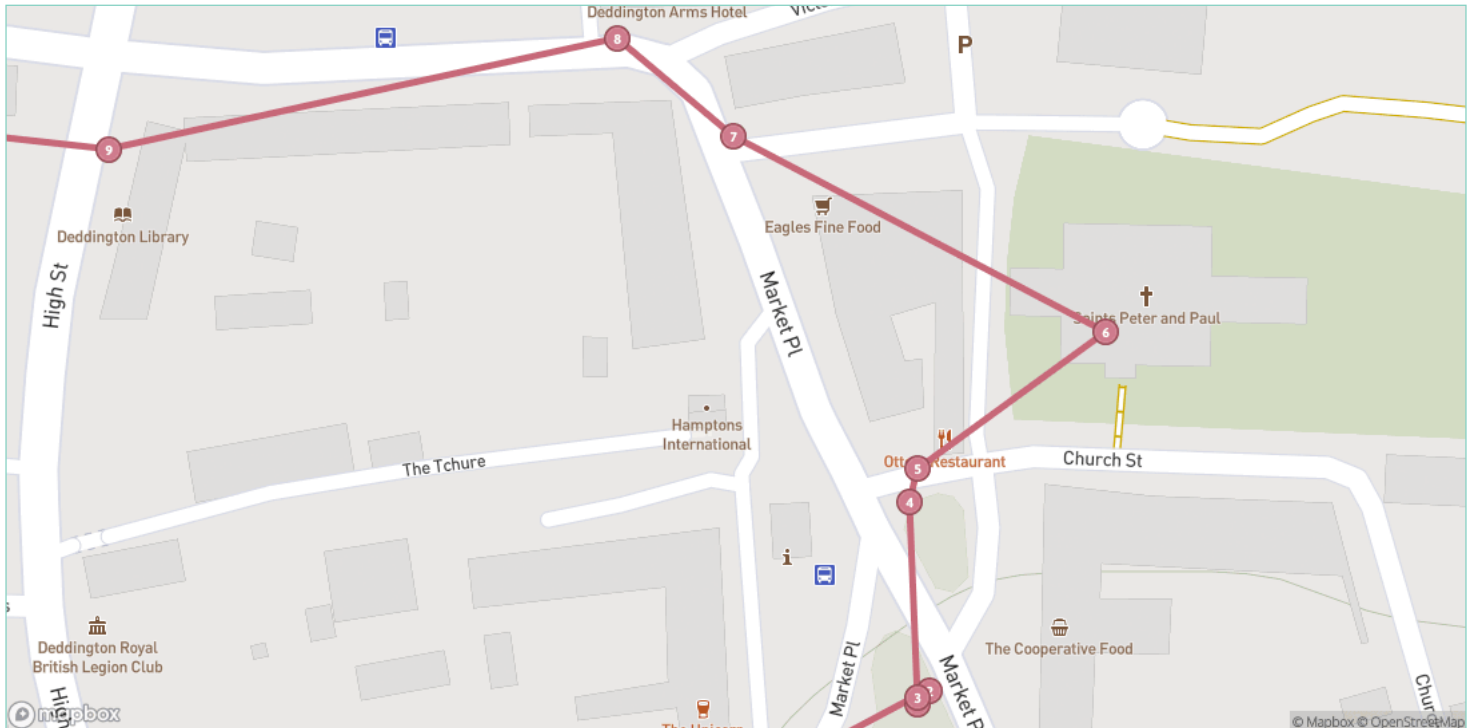 Deddington Arms Hotel
P
8
7
9
Eagles Fine Food
Deddington Library
High St
Market Pl
Saints Peter and Paul
6
Hamptons
International
The Tchure
Restaurant
5
Church St
4
Deddington Royal
British Legion Club
The Cooperative Food
Market Pl
3
2
Market
mapbox
© Mapbox © OpenStreetMap